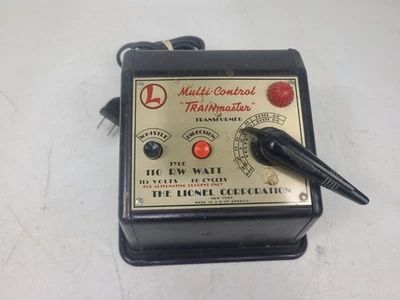 L
Multi-Control
"TRAINmaster"
TRANSFORMER
WHISTLE
DIRECTION
TYPE
110 RW WATT
115 VOLTS 60 CYCLES
FOR ALTERNATING CURRENT ONLY
THE LIONEL CORPORATION
NEW YORK
MADE IN U.S. OF AMERICA